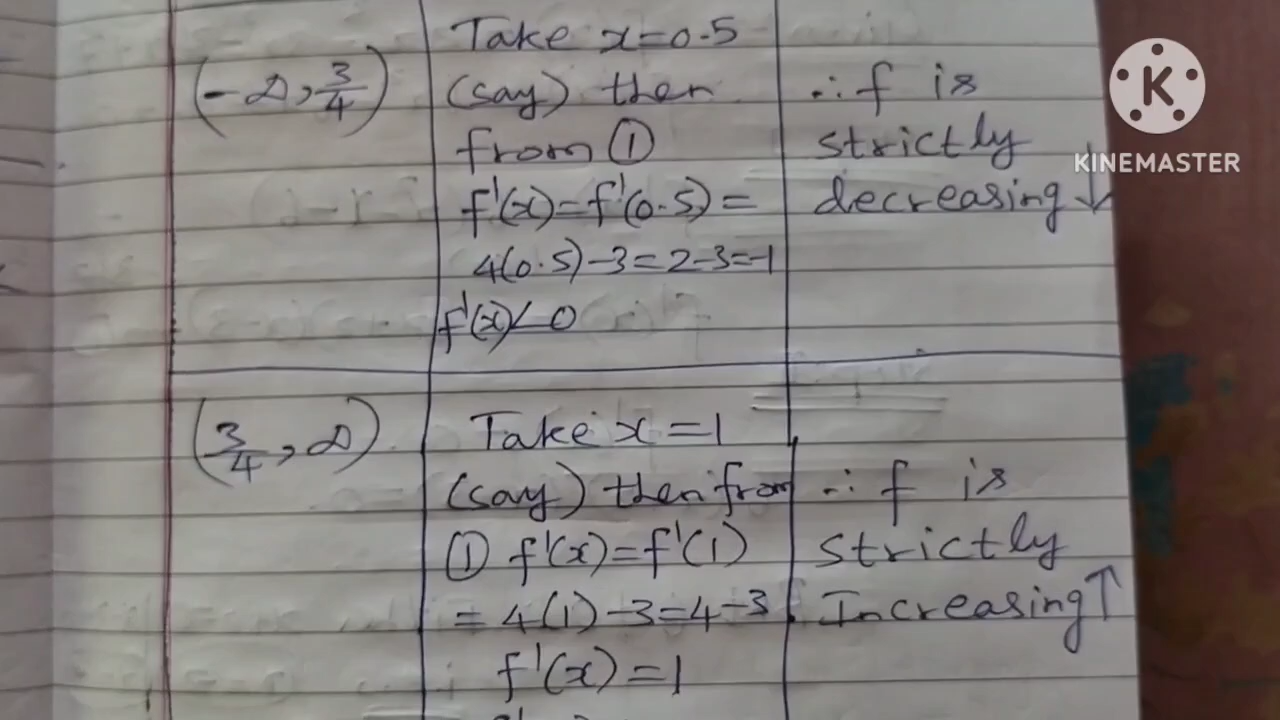 (-∞, 3/4)
Take x=0.5
(say) then
from ①
f'(x)=f'(0.5)=
4(0.5)-3=2-3=-1
f'(x)<0
∴ f is
strictly
decreasing ↓
(3/4, ∞)
Take x=1
(say) then from
① f'(x)=f'(1)
=4(1)-3=4-3
f'(x)=1
∴ f is
strictly
Increasing ↑
K
KINEMASTER